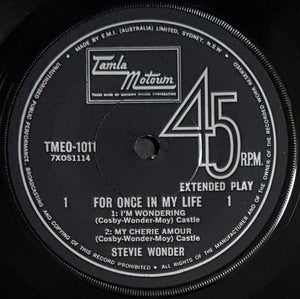 MADE BY E.M.I. (AUSTRALIA) LIMITED, SYDNEY, N.S.W.
Tamla
Motown
TRADE MARK OF MOTOWN RECORD CORPORATION
45
RPM.
TMEO-1011
7XOS1114
EXTENDED PLAY
1 FOR ONCE IN MY LIFE 1
1: I'M WONDERING
(Cosby-Wonder-Moy) Castle
2: MY CHERIE AMOUR
(Cosby-Wonder-Moy) Castle
STEVIE WONDER
ALL RIGHTS OF THE MANUFACTURER AND OF THE OWNER OF THE RECORDED WORK RESERVED.
UNAUTHORISED PUBLIC PERFORMANCE, BROADCASTING AND COPYING OF THIS RECORD PROHIBITED